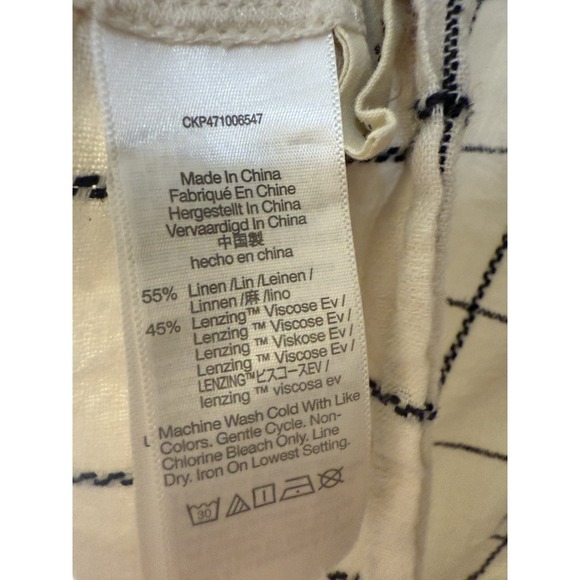 CKP471006547
Made In China
Fabriqué En Chine
Hergestellt In China
Vervaardigd In China
中国製
hecho en china
55% Linen /Lin /Leinen /
Linnen /麻 /lino
45% Lenzing ™ Viscose Ev /
Lenzing ™ Viscose Ev /
Lenzing ™ Viskose Ev /
Lenzing ™ Viscose Ev /
LENZING™ビスコースEV /
lenzing ™ viscosa ev
Machine Wash Cold With Like
Colors. Gentle Cycle. Non-
Chlorine Bleach Only. Line
Dry. Iron On Lowest Setting.
30